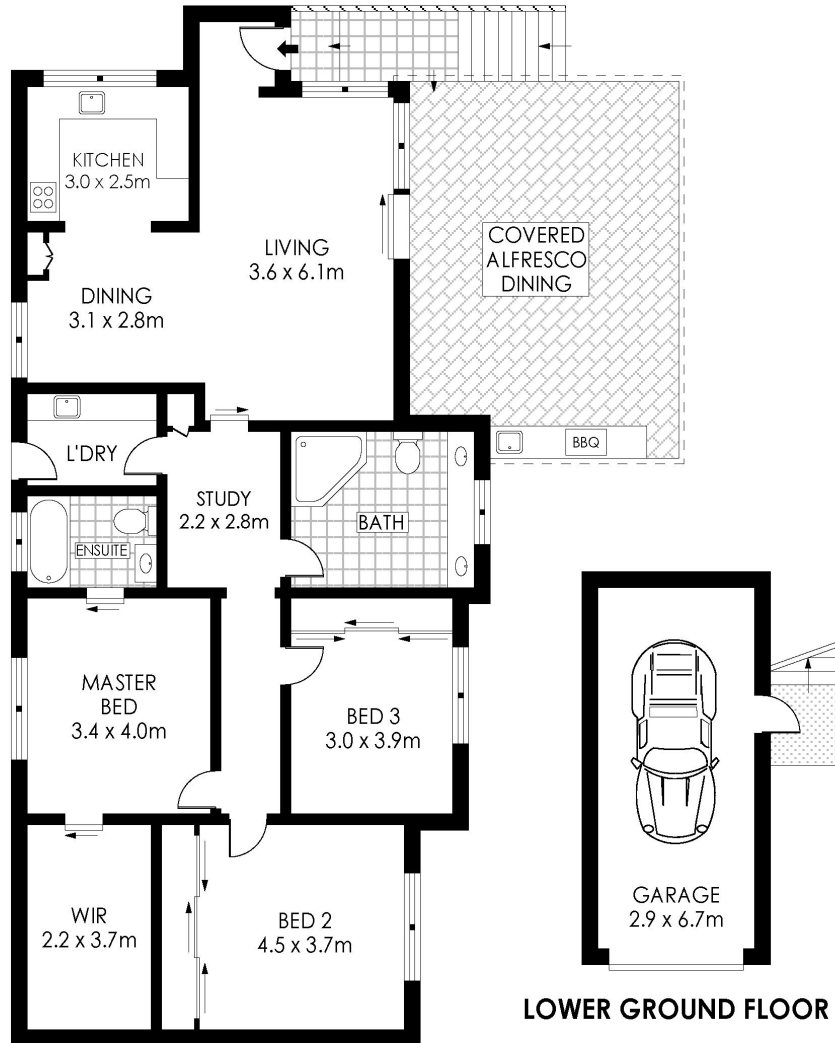 KITCHEN
3.0 x 2.5m
LIVING
3.6 x 6.1m
COVERED
ALFRESCO
DINING
DINING
3.1 x 2.8m
L'DRY
BBQ
STUDY
2.2 x 2.8m
BATH
ENSUITE
MASTER
BED
3.4 x 4.0m
BED 3
3.0 x 3.9m
WIR
2.2 x 3.7m
BED 2
4.5 x 3.7m
GARAGE
2.9 x 6.7m
LOWER GROUND FLOOR